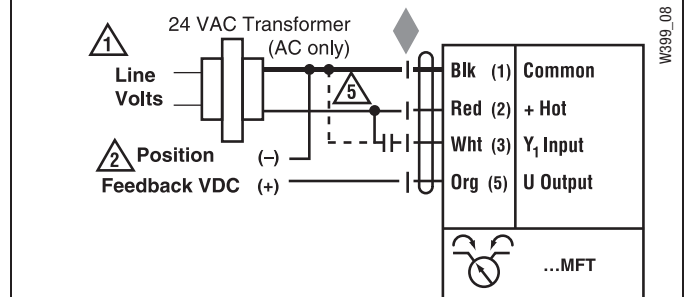 24 VAC Transformer
(AC only)
1
Line
Volts
5
2 Position (–)
Feedback VDC (+)
Blk (1) Common
Red (2) + Hot
Wht (3) Y1 Input
Org (5) U Output
...MFT
W399_08